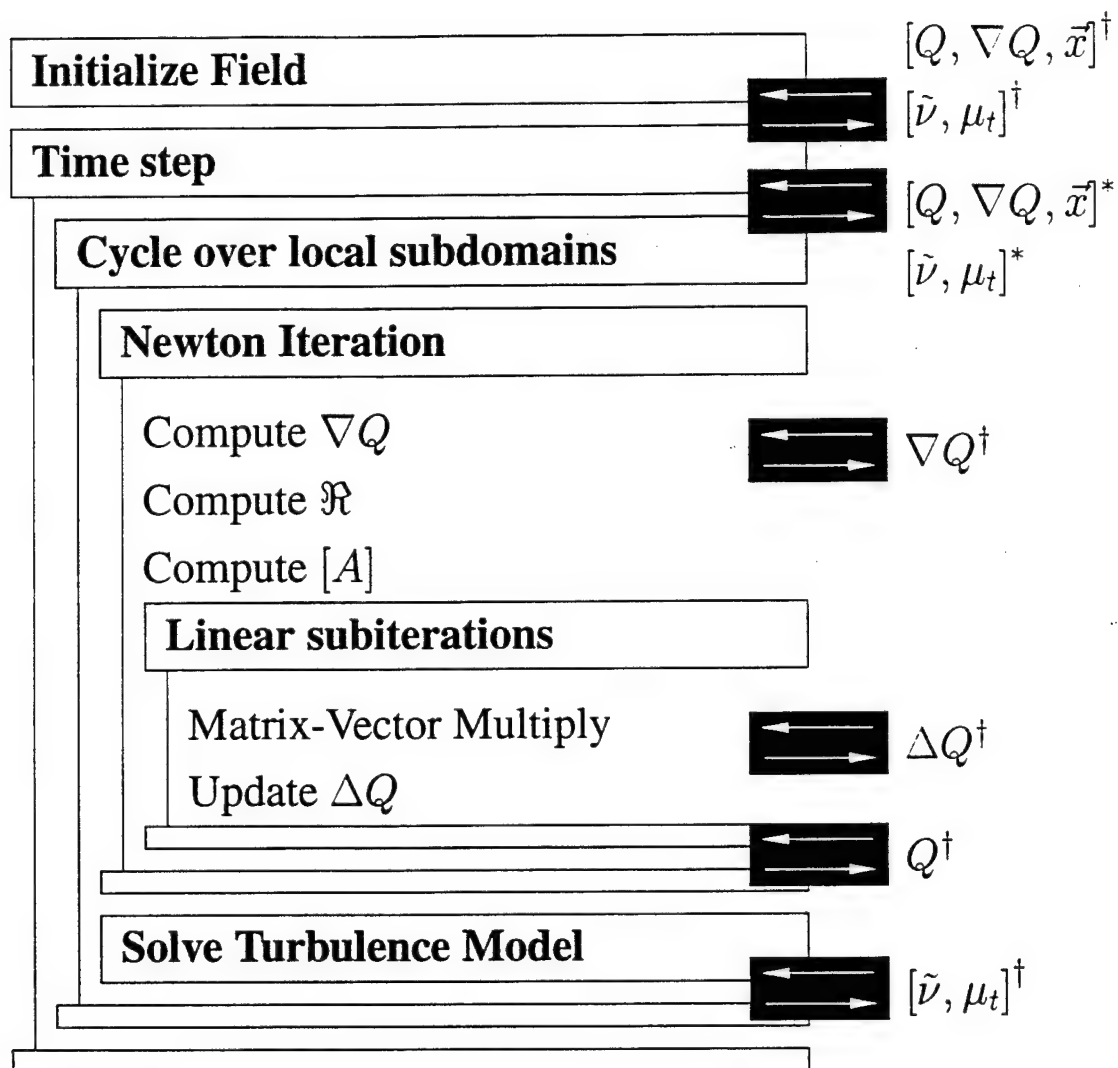 [Q, ∇Q, x⃗]†
Initialize Field
[ν̃, μₜ]†
Time step
[Q, ∇Q, x⃗]*
Cycle over local subdomains
[ν̃, μₜ]*
Newton Iteration
Compute ∇Q
∇Q†
Compute ℜ
Compute [A]
Linear subiterations
Matrix-Vector Multiply
ΔQ†
Update ΔQ
Q†
Solve Turbulence Model
[ν̃, μₜ]†